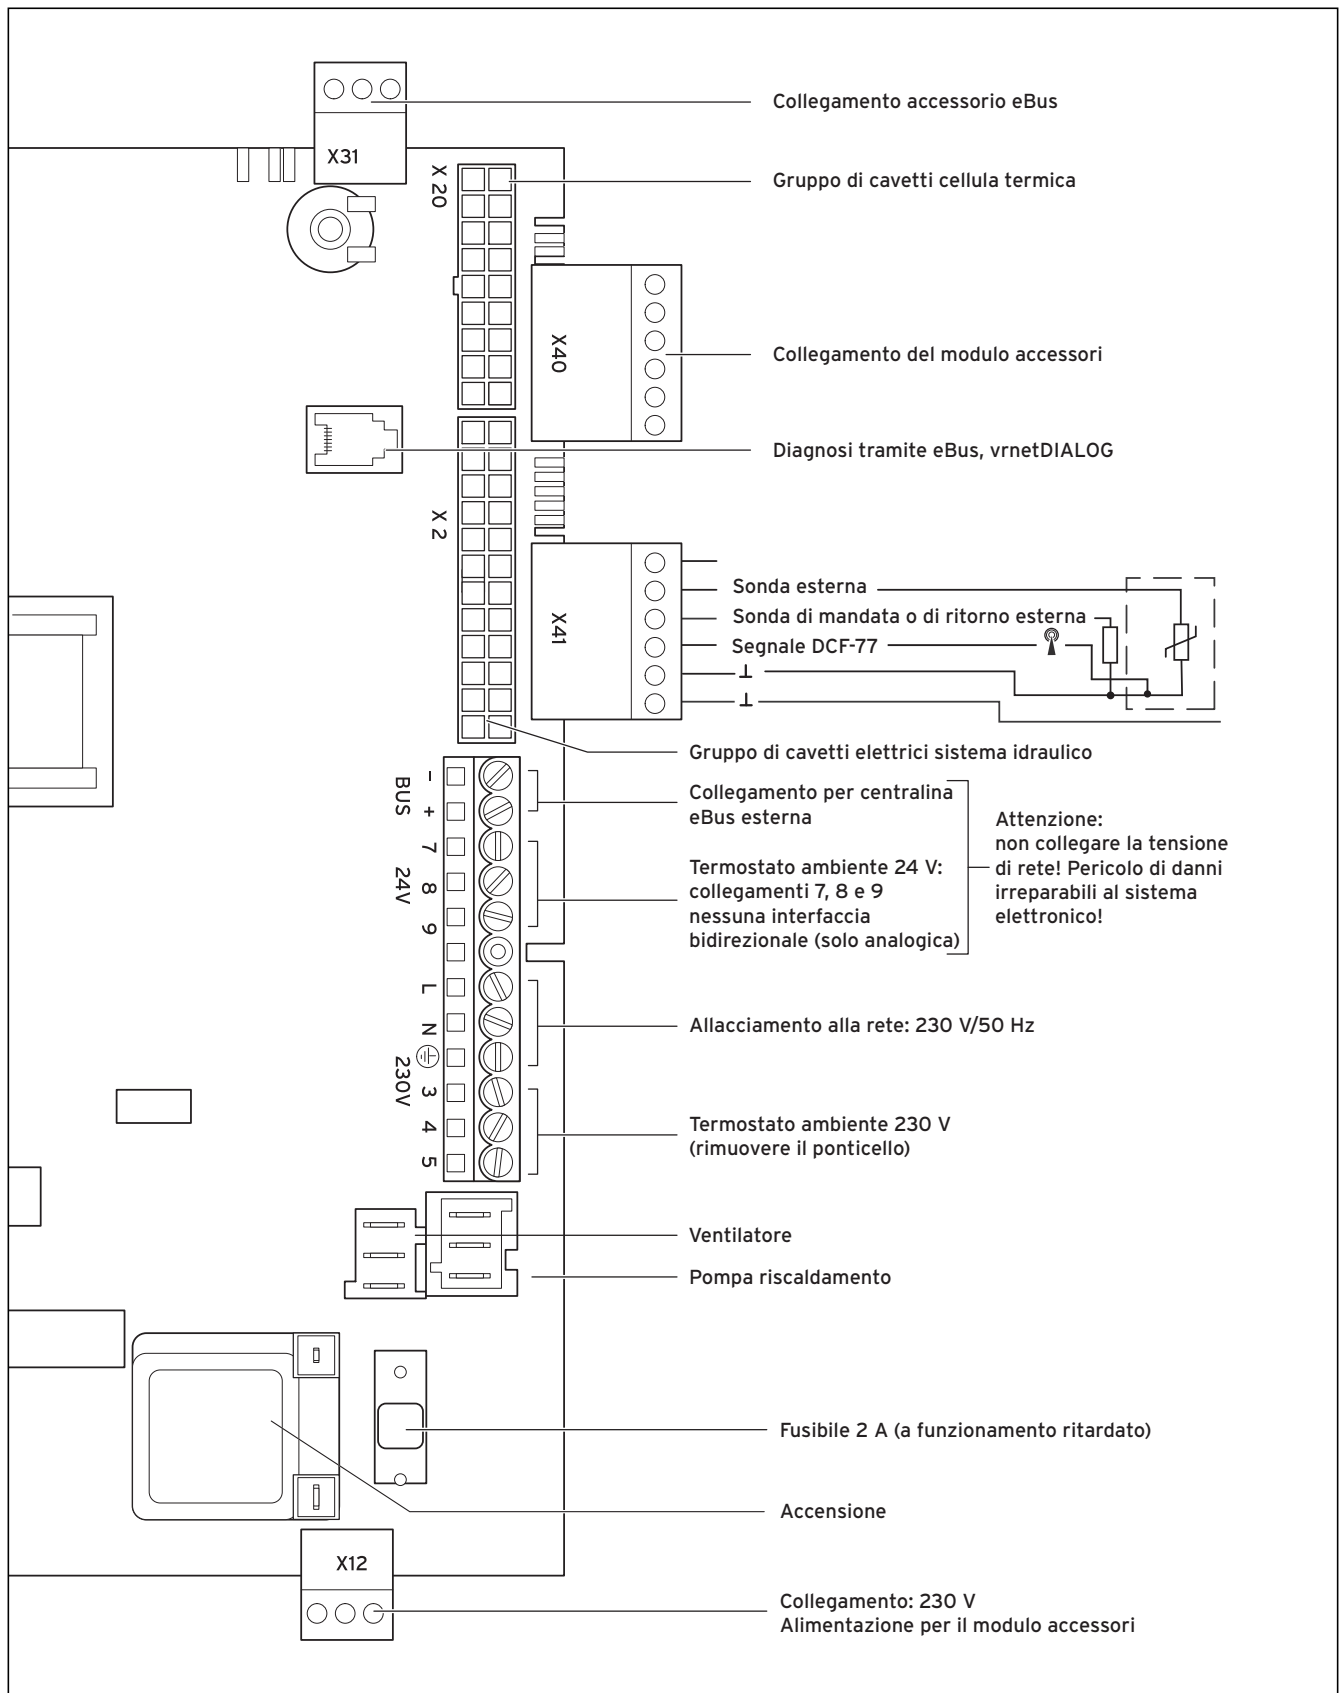 Collegamento accessorio eBus
X31
X 20
Gruppo di cavetti cellula termica
X40
Collegamento del modulo accessori
Diagnosi tramite eBus, vrnetDIALOG
X 2
X41
Sonda esterna
Sonda di mandata o di ritorno esterna
Segnale DCF-77
Gruppo di cavetti elettrici sistema idraulico
BUS
-
+
Collegamento per centralina
eBus esterna
24V
7
8
9
Termostato ambiente 24 V:
collegamenti 7, 8 e 9
nessuna interfaccia
bidirezionale (solo analogica)
Attenzione:
non collegare la tensione
di rete! Pericolo di danni
irreparabili al sistema
elettronico!
L
N
Allacciamento alla rete: 230 V/50 Hz
230V
3
4
5
Termostato ambiente 230 V
(rimuovere il ponticello)
Ventilatore
Pompa riscaldamento
Fusibile 2 A (a funzionamento ritardato)
Accensione
X12
Collegamento: 230 V
Alimentazione per il modulo accessori